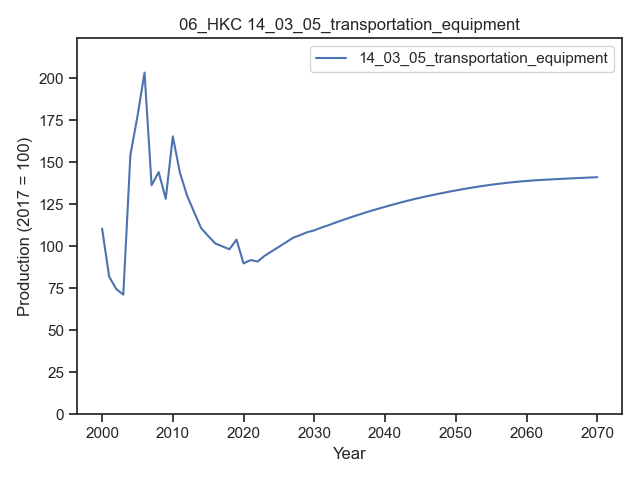 06_HKC 14_03_05_transportation_equipment
14_03_05_transportation_equipment
Production (2017 = 100)
200
175
150
125
100
75
50
25
0
2000 2010 2020 2030 2040 2050 2060 2070
Year